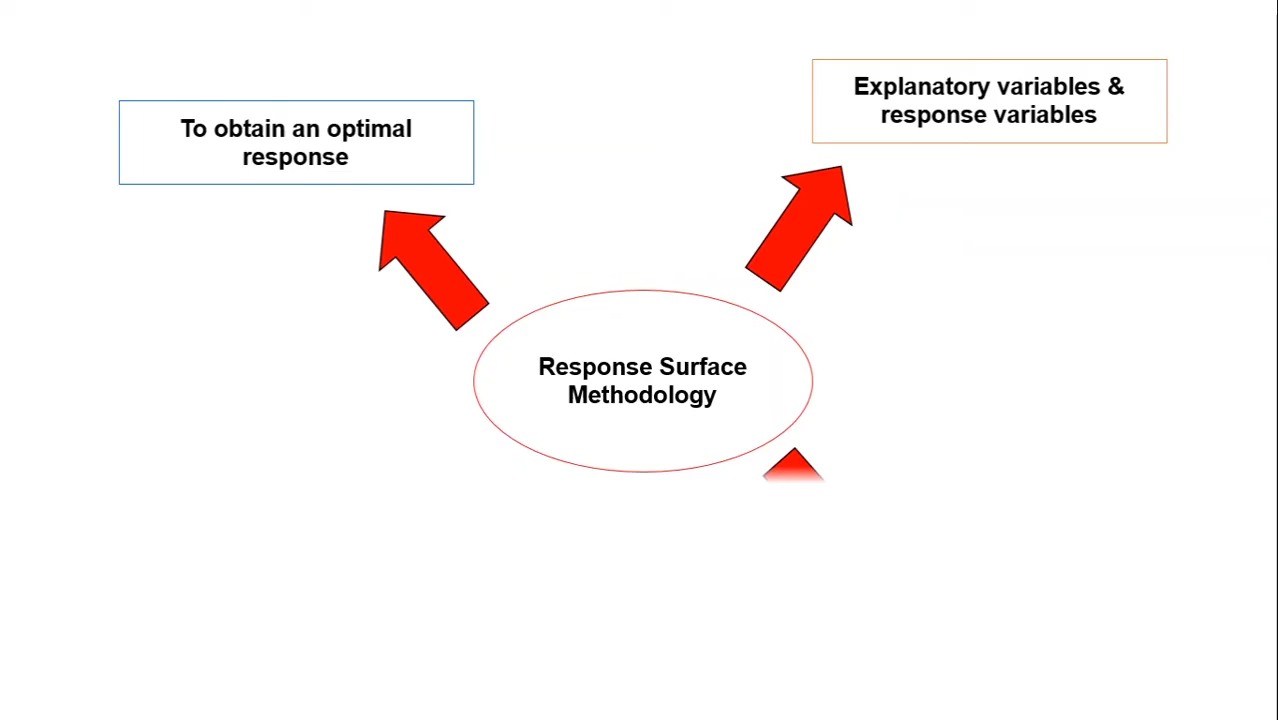 Explanatory variables &
response variables
To obtain an optimal
response
Response Surface
Methodology